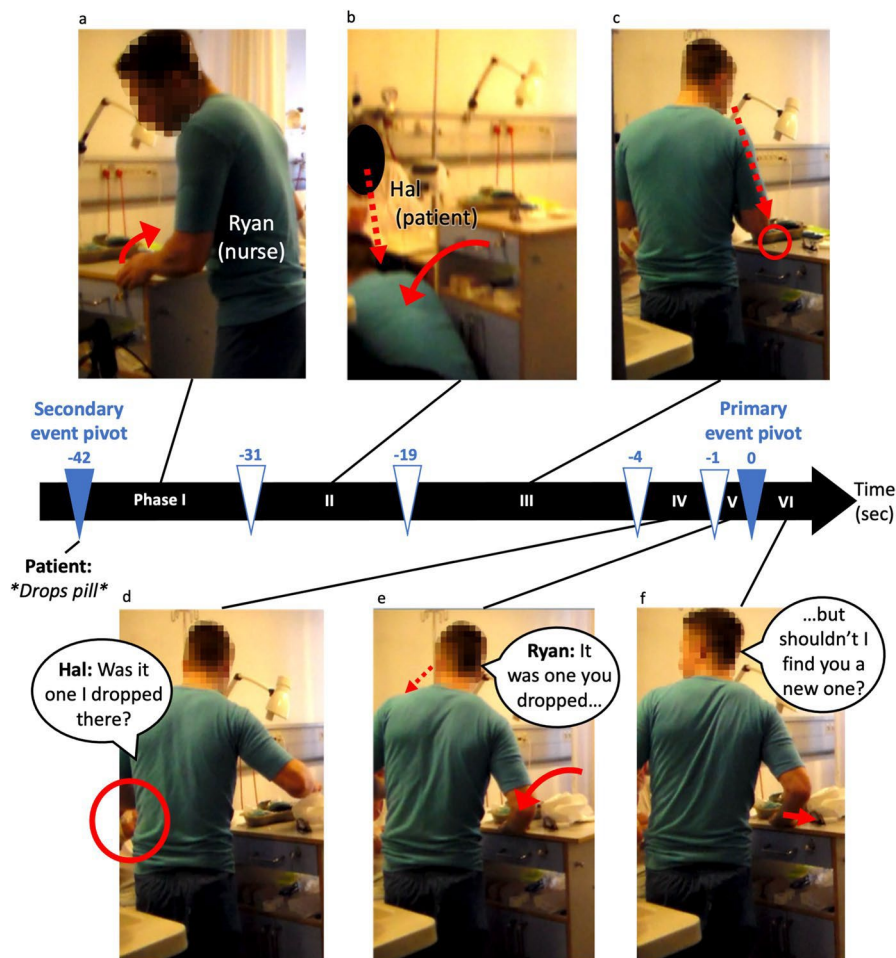 a
b
c
Ryan
(nurse)
Hal
(patient)
Secondary
event pivot
Primary
event pivot
-42
-31
-19
-4
-1
0
Phase I
II
III
IV
V
VI
Time
(sec)
Patient:
*Drops pill*
d
e
f
Hal: Was it
one I dropped
there?
Ryan: It
was one you
dropped...
...but
shouldn't I
find you a
new one?